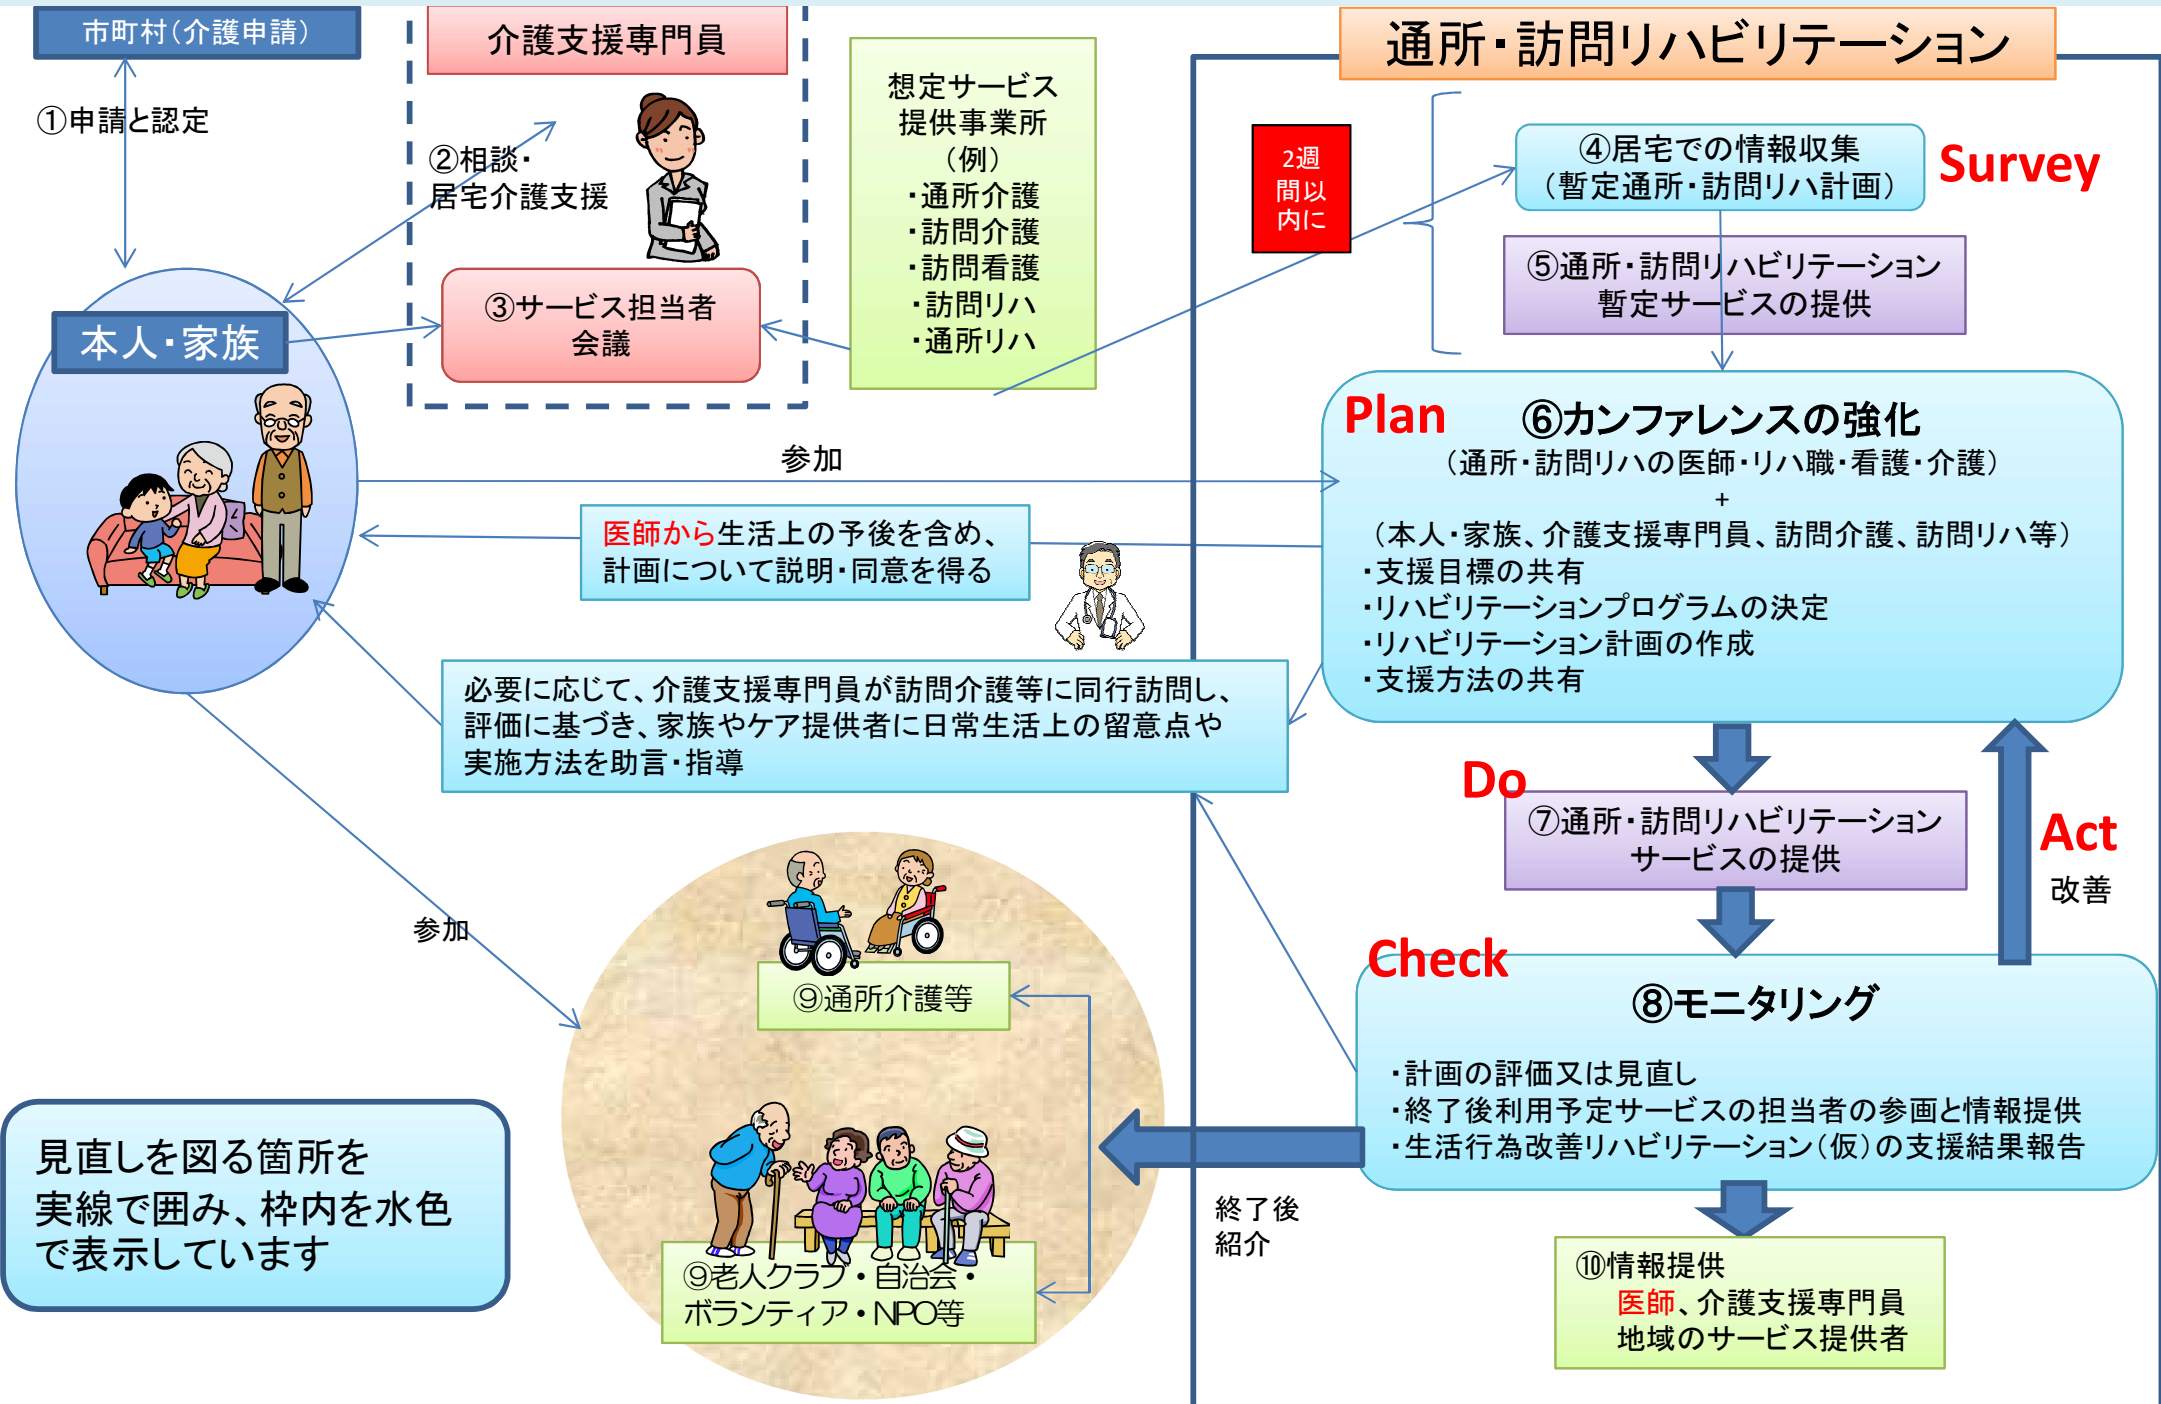 市町村（介護申請）
①申請と認定
介護支援専門員
②相談・
居宅介護支援
③サービス担当者
会議
想定サービス
提供事業所
（例）
・通所介護
・訪問介護
・訪問看護
・訪問リハ
・通所リハ
本人・家族
通所・訪問リハビリテーション
2週
間以
内に
④居宅での情報収集
（暫定通所・訪問リハ計画）
Survey
⑤通所・訪問リハビリテーション
暫定サービスの提供
Plan
⑥カンファレンスの強化
（通所・訪問リハの医師・リハ職・看護・介護）
+
（本人・家族、介護支援専門員、訪問介護、訪問リハ等）
・支援目標の共有
・リハビリテーションプログラムの決定
・リハビリテーション計画の作成
・支援方法の共有
参加
医師から生活上の予後を含め、
計画について説明・同意を得る
必要に応じて、介護支援専門員が訪問介護等に同行訪問し、
評価に基づき、家族やケア提供者に日常生活上の留意点や
実施方法を助言・指導
Do
⑦通所・訪問リハビリテーション
サービスの提供
Act
改善
Check
⑧モニタリング
・計画の評価又は見直し
・終了後利用予定サービスの担当者の参画と情報提供
・生活行為改善リハビリテーション（仮）の支援結果報告
参加
⑨通所介護等
⑨老人クラブ・自治会・
ボランティア・NPO等
終了後
紹介
⑩情報提供
医師、介護支援専門員
地域のサービス提供者
見直しを図る箇所を
実線で囲み、枠内を水色
で表示しています